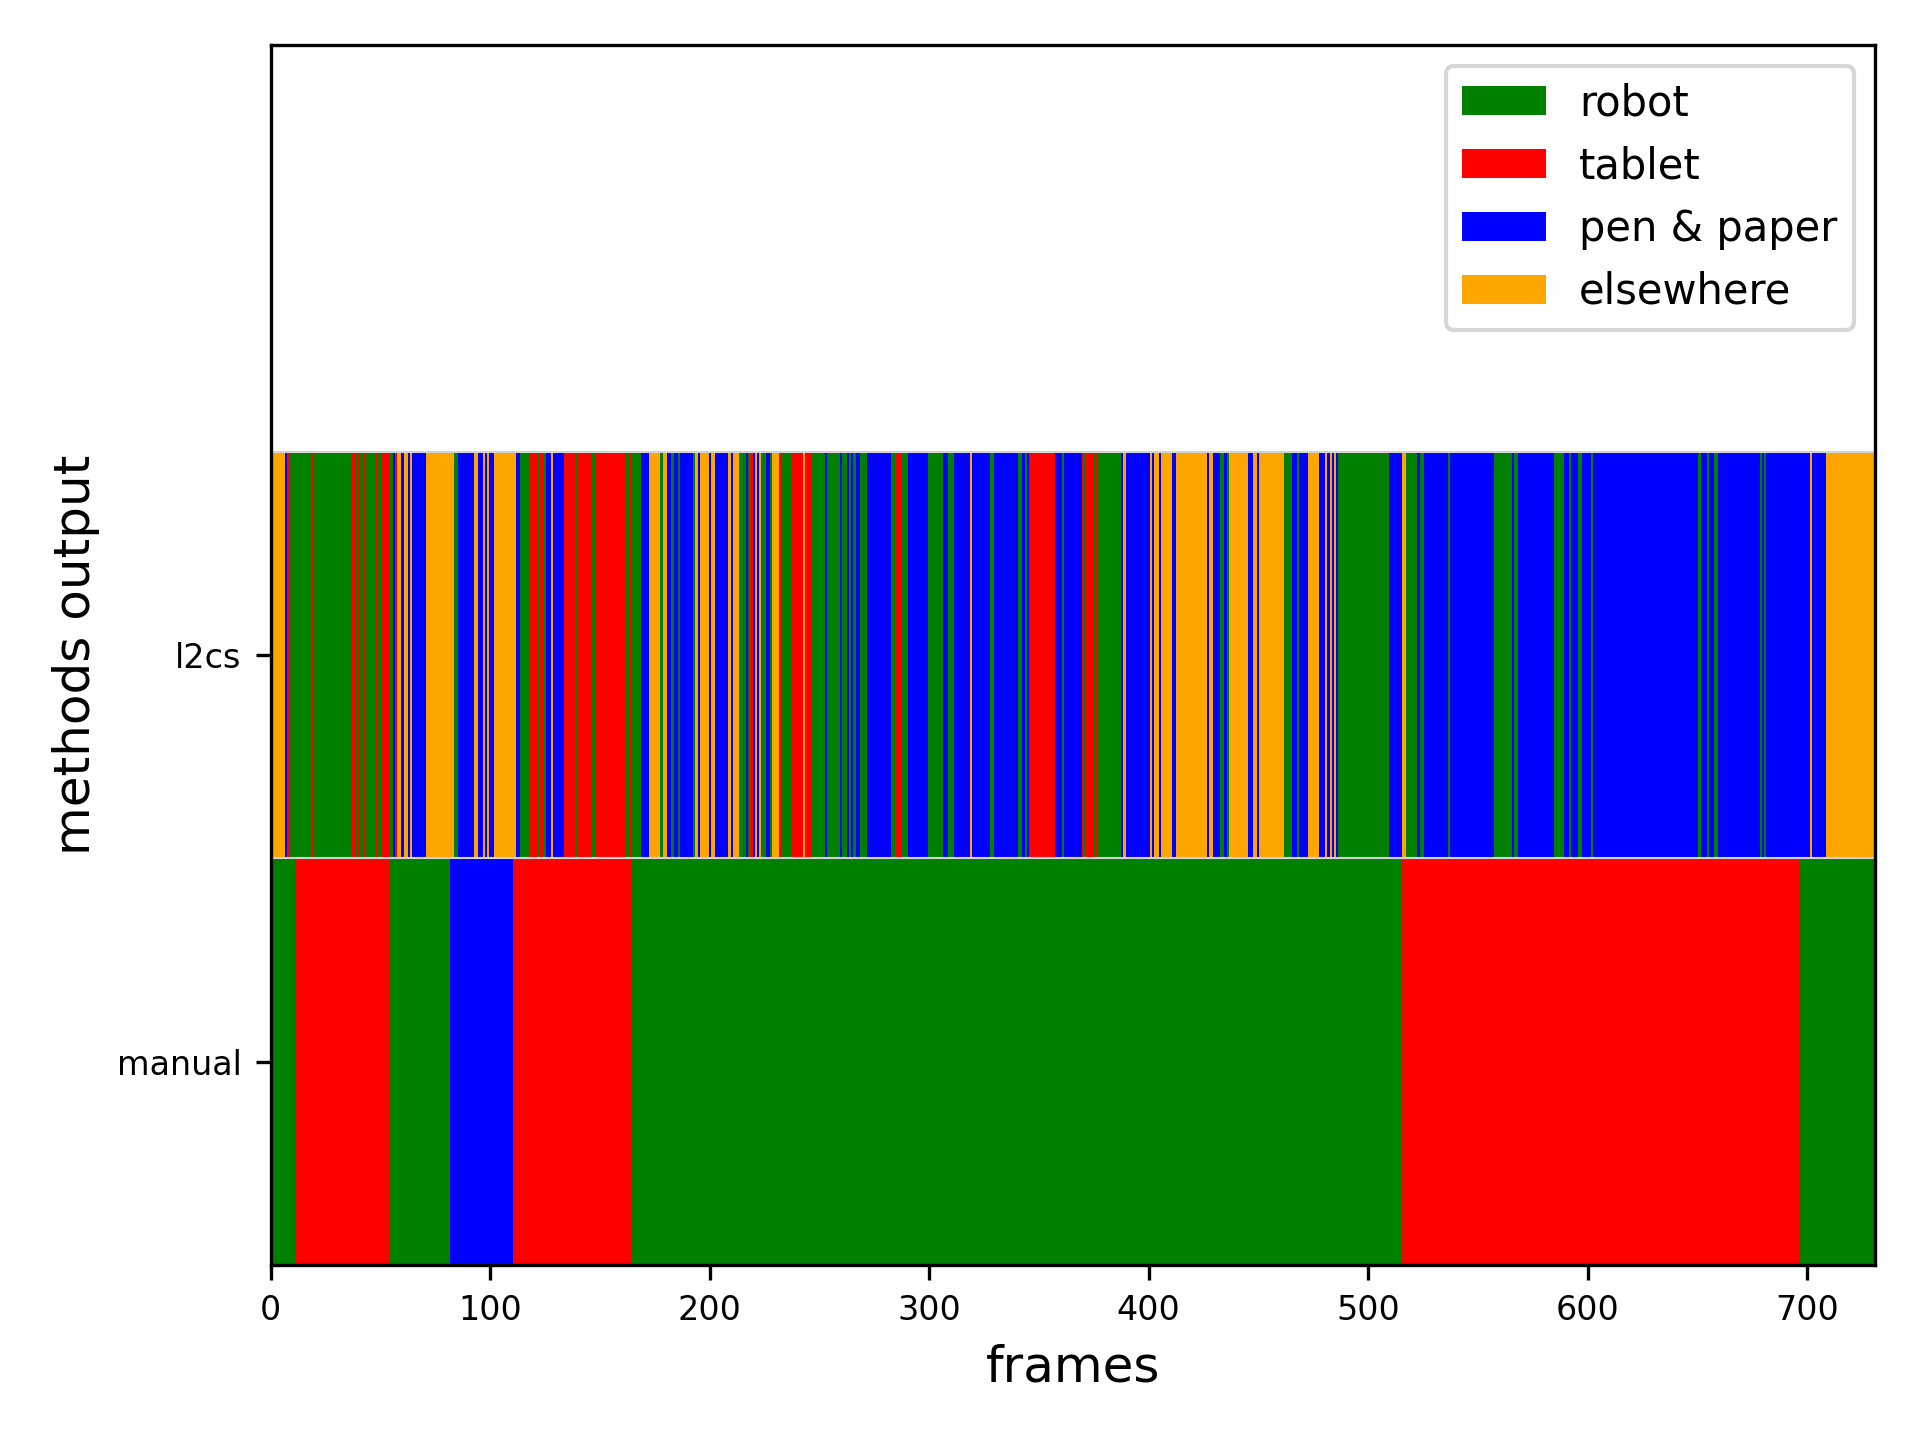 robot
tablet
pen & paper
elsewhere
methods output
l2cs
manual
0 100 200 300 400 500 600 700
frames